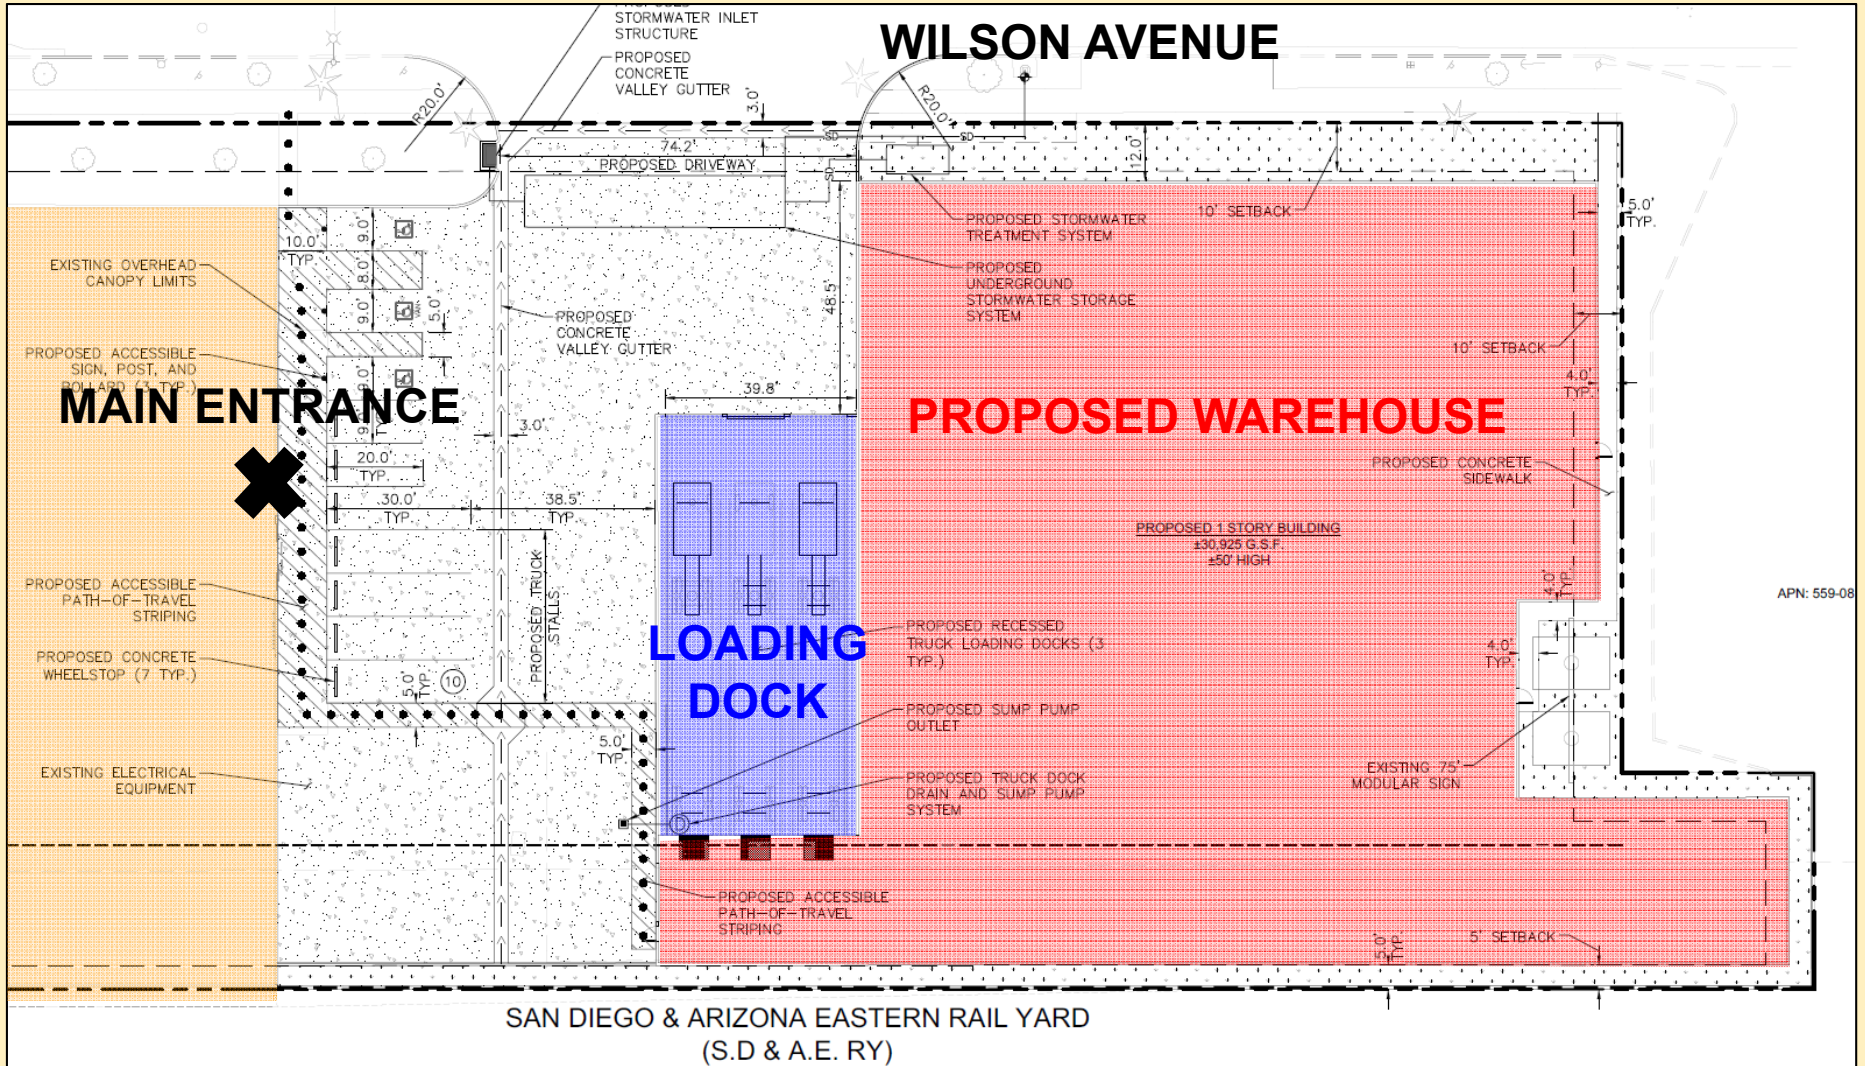 PROPOSED
STORMWATER INLET
STRUCTURE
PROPOSED
CONCRETE
VALLEY GUTTER
WILSON AVENUE
R20.0'
3.0'
R20.0'
SD
SD
SD
74.2'
PROPOSED DRIVEWAY
12.0'
10' SETBACK
5.0'
TYP.
PROPOSED STORMWATER
TREATMENT SYSTEM
10.0'
TYP
9.0'
8.0'
9.0'
5.0'
EXISTING OVERHEAD
CANOPY LIMITS
PROPOSED
UNDERGROUND
STORMWATER STORAGE
SYSTEM
48.5'
PROPOSED
CONCRETE
VALLEY GUTTER
10' SETBACK
PROPOSED ACCESSIBLE
SIGN, POST, AND
BOLLARD (3 TYP.)
9.0'
39.8'
4.0'
TYP.
MAIN ENTRANCE
PROPOSED WAREHOUSE
3.0'
20.0'
TYP.
PROPOSED CONCRETE
SIDEWALK
30.0'
TYP
38.5'
TYP
PROPOSED 1 STORY BUILDING
±30,925 G.S.F.
±50' HIGH
PROPOSED TRUCK
STALLS
PROPOSED ACCESSIBLE
PATH-OF-TRAVEL
STRIPING
4.0'
TYP.
APN: 559-08
LOADING
DOCK
PROPOSED RECESSED
TRUCK LOADING DOCKS (3
TYP.)
4.0'
TYP.
PROPOSED CONCRETE
WHEELSTOP (7 TYP.)
5.0'
TYP.
10
PROPOSED SUMP PUMP
OUTLET
5.0'
TYP.
EXISTING ELECTRICAL
EQUIPMENT
PROPOSED TRUCK DOCK
DRAIN AND SUMP PUMP
SYSTEM
EXISTING 75'
MODULAR SIGN
D
PROPOSED ACCESSIBLE
PATH-OF-TRAVEL
STRIPING
5.0'
TYP.
5' SETBACK
SAN DIEGO & ARIZONA EASTERN RAIL YARD
(S.D & A.E. RY)